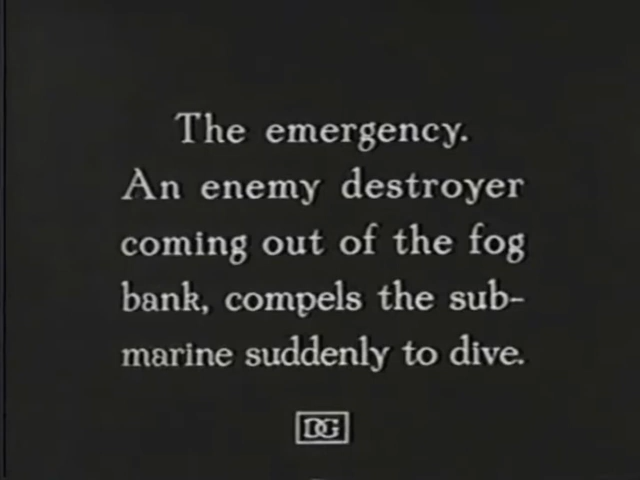 The emergency.
An enemy destroyer
coming out of the fog
bank, compels the sub-
marine suddenly to dive.
DG